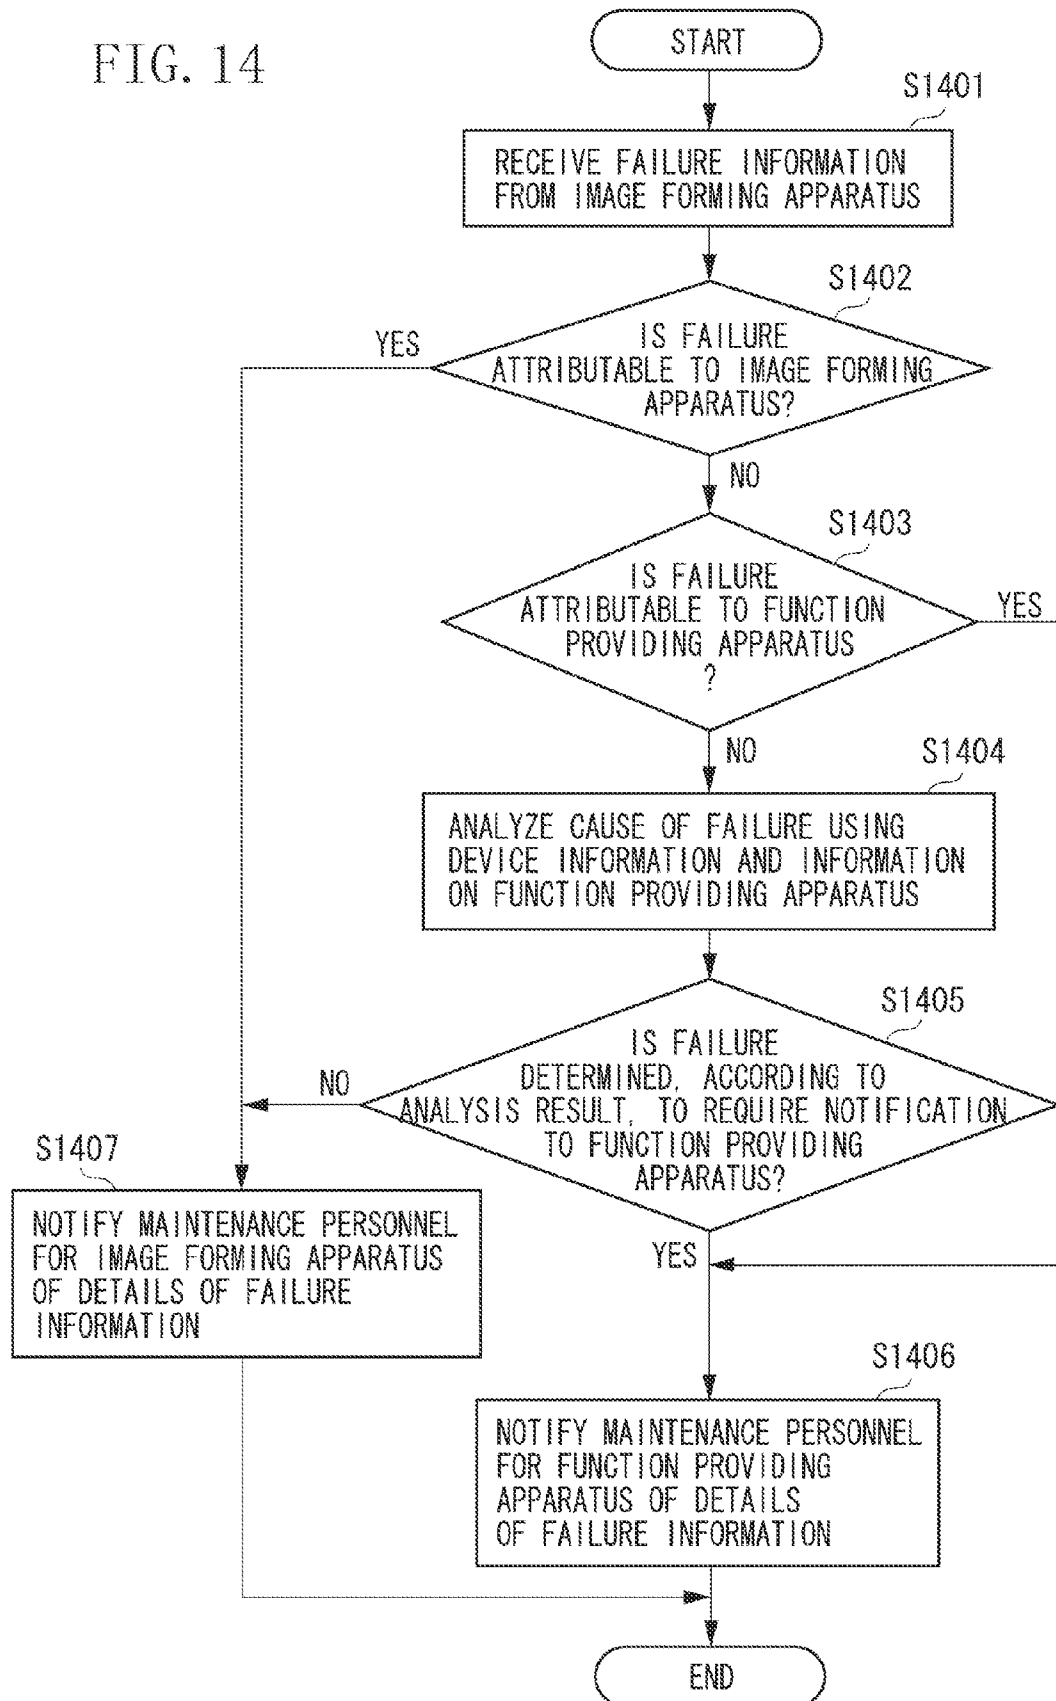 FIG. 14
START
S1401
RECEIVE FAILURE INFORMATION
FROM IMAGE FORMING APPARATUS
S1402
YES
IS FAILURE
ATTRIBUTABLE TO IMAGE FORMING
APPARATUS?
NO
S1403
IS FAILURE
ATTRIBUTABLE TO FUNCTION
PROVIDING APPARATUS
?
YES
NO
S1404
ANALYZE CAUSE OF FAILURE USING
DEVICE INFORMATION AND INFORMATION
ON FUNCTION PROVIDING APPARATUS
S1405
IS FAILURE
DETERMINED, ACCORDING TO
ANALYSIS RESULT, TO REQUIRE NOTIFICATION
TO FUNCTION PROVIDING
APPARATUS?
NO
YES
S1407
NOTIFY MAINTENANCE PERSONNEL
FOR IMAGE FORMING APPARATUS
OF DETAILS OF FAILURE
INFORMATION
S1406
NOTIFY MAINTENANCE PERSONNEL
FOR FUNCTION PROVIDING
APPARATUS OF DETAILS
OF FAILURE INFORMATION
END